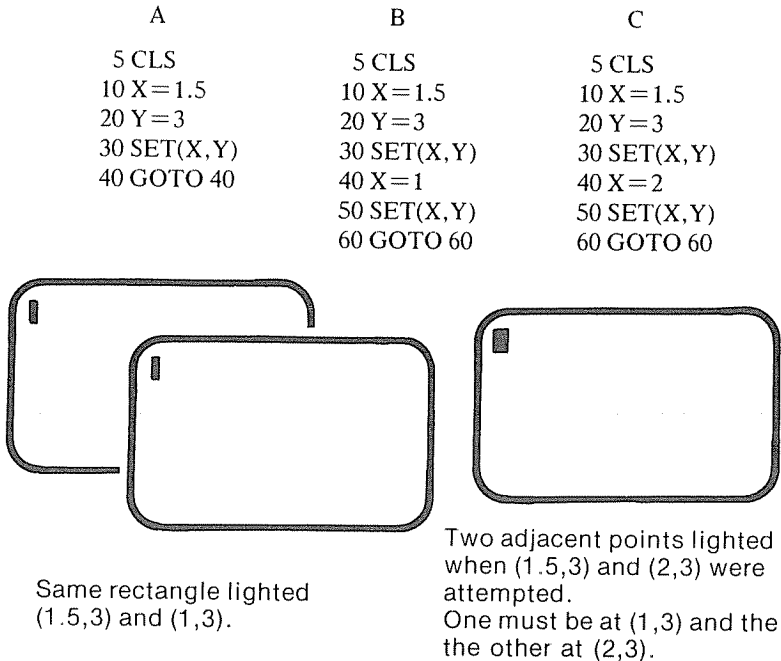 A
5 CLS
10 X=1.5
20 Y=3
30 SET(X,Y)
40 GOTO 40
B
5 CLS
10 X=1.5
20 Y=3
30 SET(X,Y)
40 X=1
50 SET(X,Y)
60 GOTO 60
C
5 CLS
10 X=1.5
20 Y=3
30 SET(X,Y)
40 X=2
50 SET(X,Y)
60 GOTO 60
Same rectangle lighted
(1.5,3) and (1,3).
Two adjacent points lighted
when (1.5,3) and (2,3) were
attempted.
One must be at (1,3) and the
the other at (2,3).